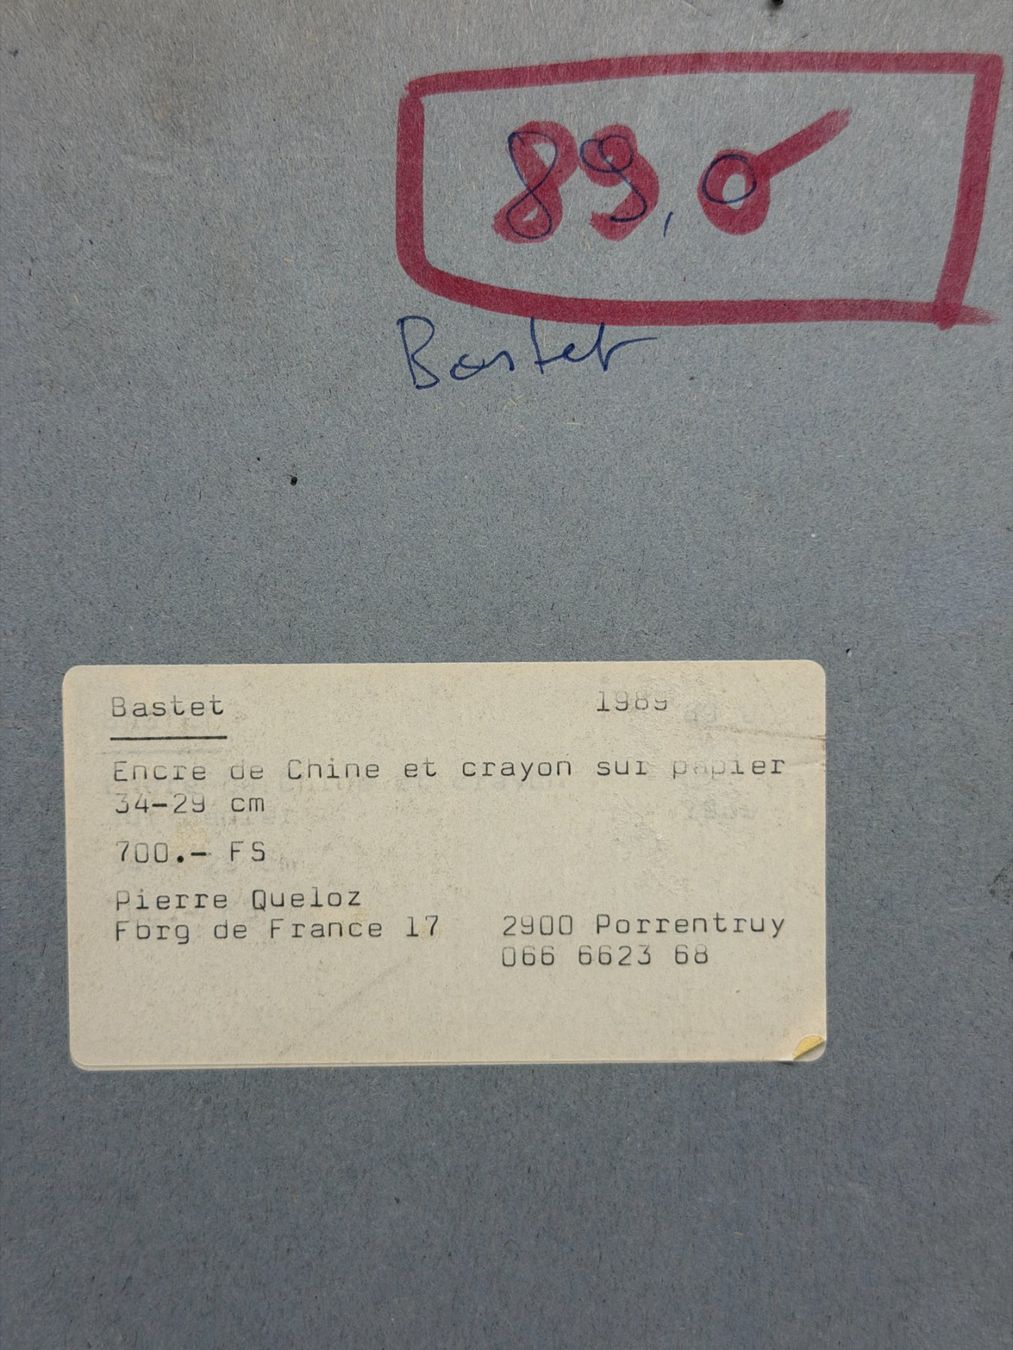 89,0
Bastet
Bastet 1989
Encre de Chine et crayon sur papier
34-29 cm
700.- FS
Pierre Queloz
Fbrg de France 17 2900 Porrentruy
066 6623 68